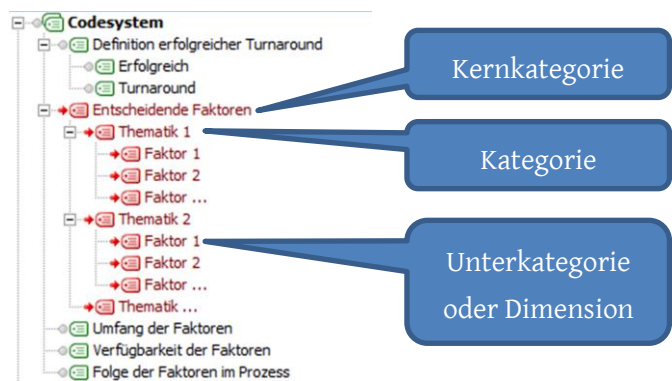 Codesystem
Definition erfolgreicher Turnaround
Erfolgreich
Turnaround
Entscheidende Faktoren
Thematik 1
Faktor 1
Faktor 2
Faktor ...
Thematik 2
Faktor 1
Faktor 2
Faktor ...
Thematik ...
Umfang der Faktoren
Verfügbarkeit der Faktoren
Folge der Faktoren im Prozess
Kernkategorie
Kategorie
Unterkategorie
oder Dimension